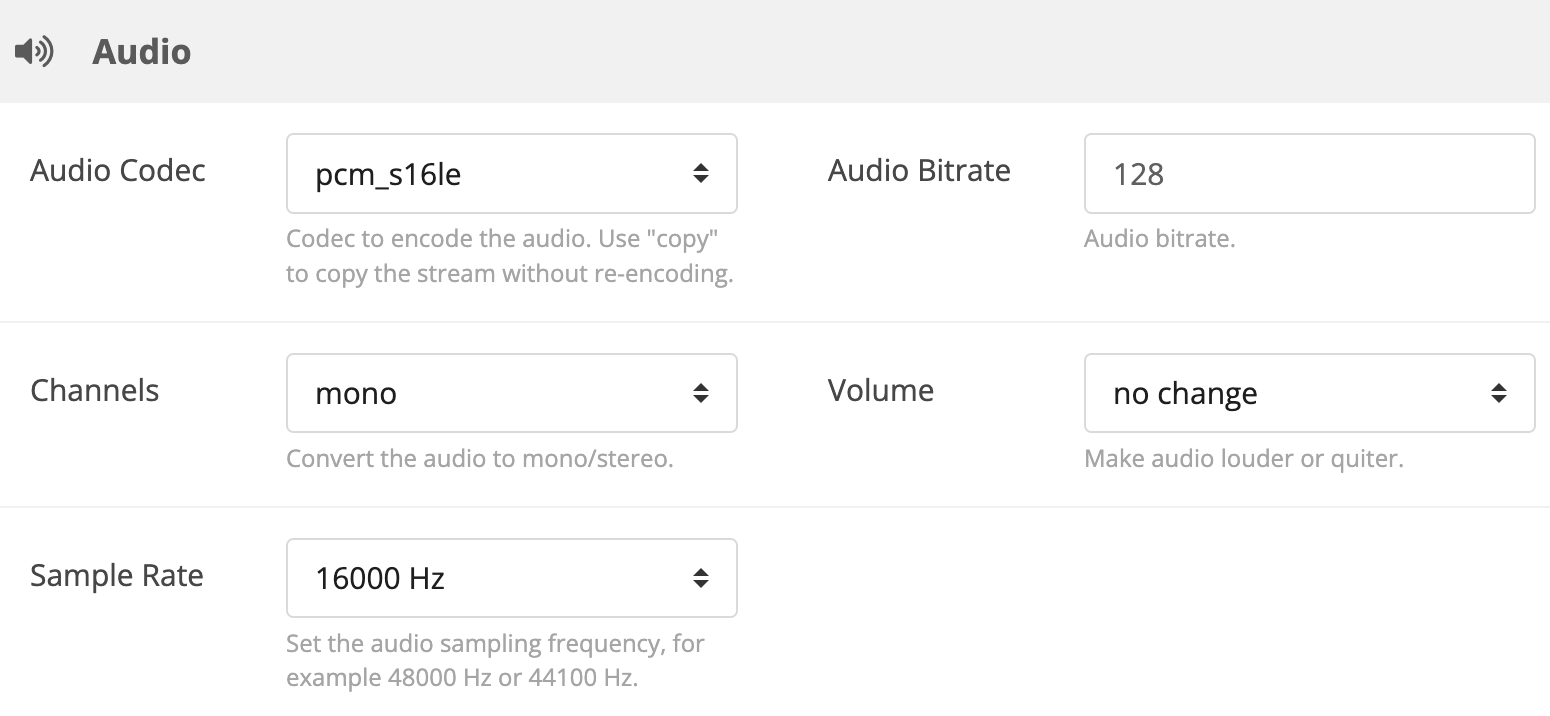 Audio
Audio Codec
pcm_s16le
Codec to encode the audio. Use "copy"
to copy the stream without re-encoding.
Audio Bitrate
128
Audio bitrate.
Channels
mono
Convert the audio to mono/stereo.
Volume
no change
Make audio louder or quiter.
Sample Rate
16000 Hz
Set the audio sampling frequency, for
example 48000 Hz or 44100 Hz.